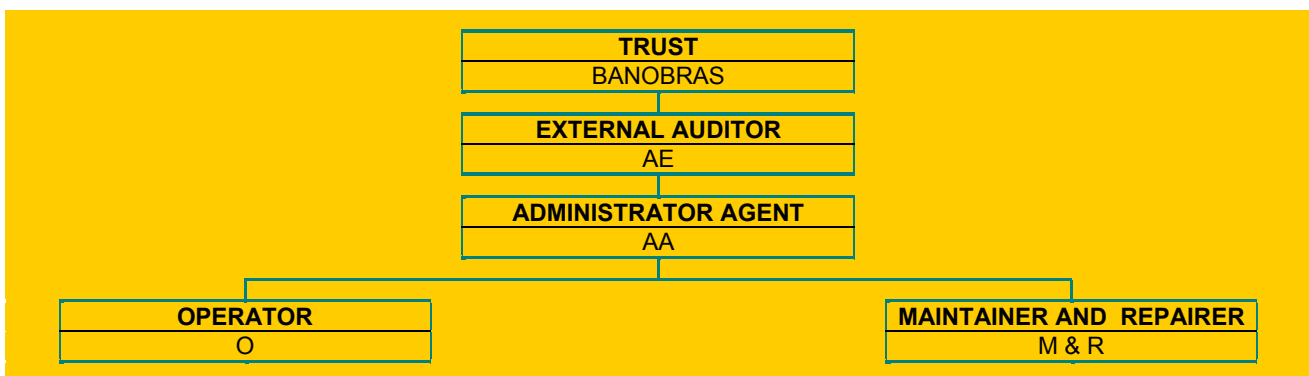 TRUST
BANOBRAS
EXTERNAL AUDITOR
AE
ADMINISTRATOR AGENT
AA
OPERATOR
O
MAINTAINER AND REPAIRER
M & R